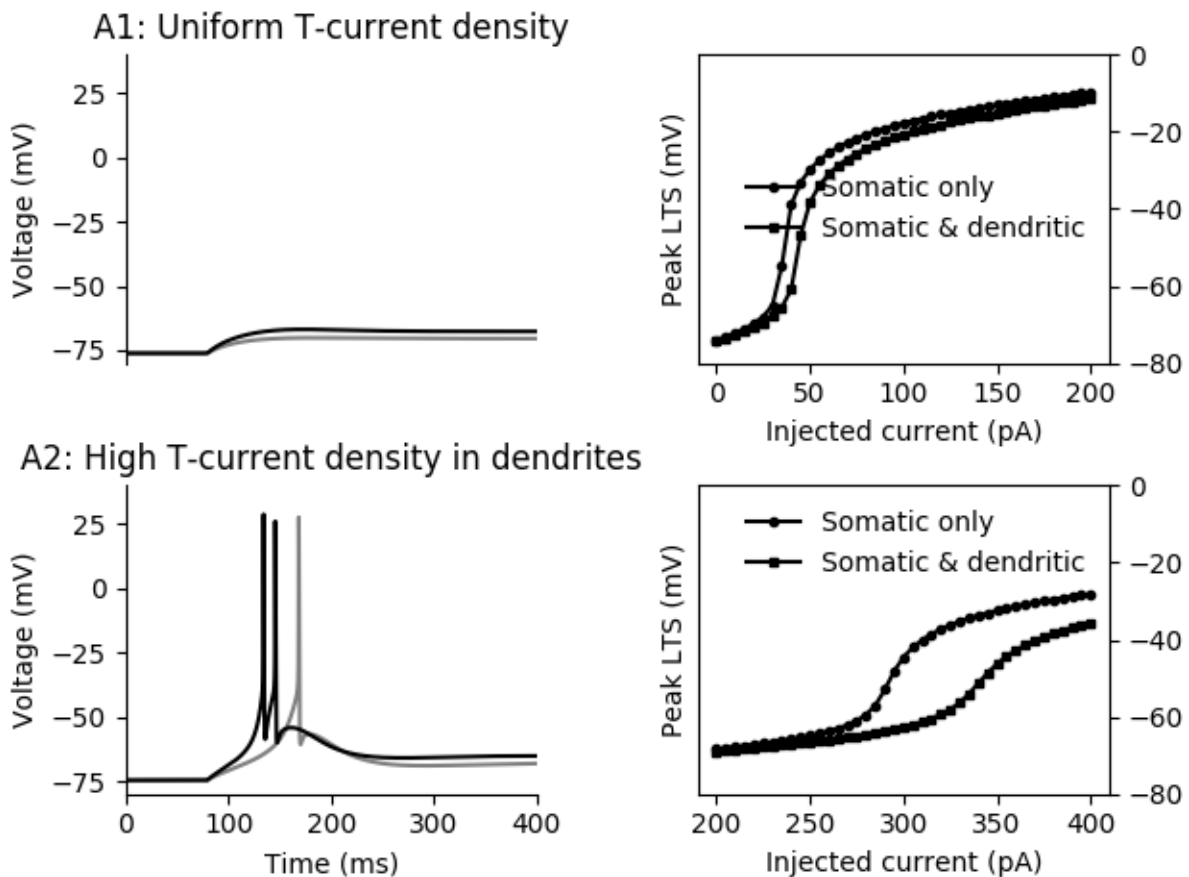 A1: Uniform T-current density
Voltage (mV)
25
0
−25
−50
−75
Peak LTS (mV)
0
−20
−40
−60
−80
Somatic only
Somatic & dendritic
0 50 100 150 200
Injected current (pA)
A2: High T-current density in dendrites
Voltage (mV)
25
0
−25
−50
−75
0 100 200 300 400
Time (ms)
Peak LTS (mV)
0
−20
−40
−60
−80
Somatic only
Somatic & dendritic
200 250 300 350 400
Injected current (pA)